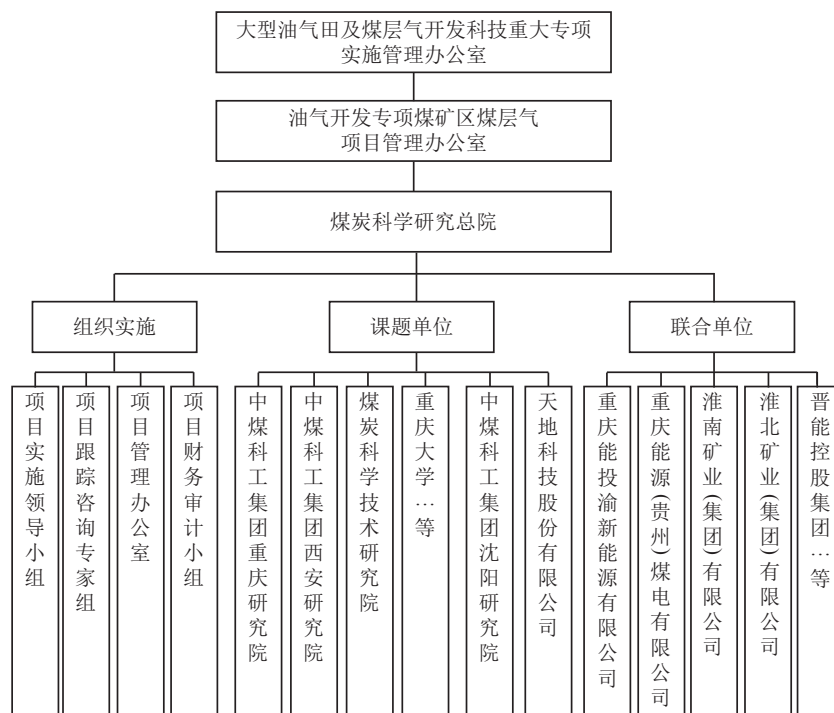 大型油气田及煤层气开发科技重大专项
实施管理办公室
油气开发专项煤矿区煤层气
项目管理办公室
煤炭科学研究总院
组织实施
课题单位
联合单位
项目实施领导小组
项目跟踪咨询专家组
项目管理办公室
项目财务审计小组
中煤科工集团重庆研究院
中煤科工集团西安研究院
煤炭科学技术研究院
重庆大学…等
中煤科工集团沈阳研究院
天地科技股份有限公司
重庆能投渝新能源有限公司
重庆能源(贵州)煤电有限公司
淮南矿业(集团)有限公司
淮北矿业(集团)有限公司
晋能控股集团…等